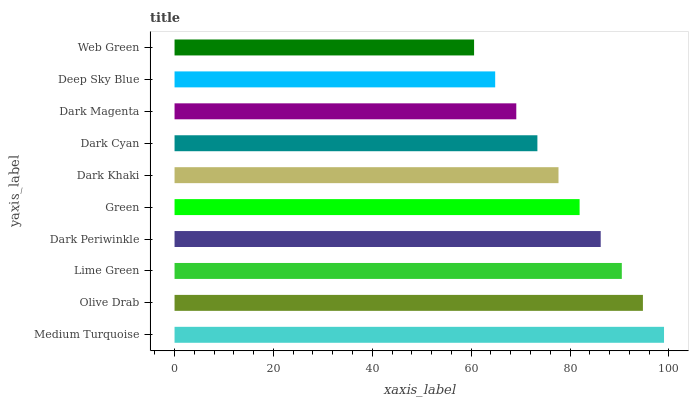 title
Web Green
Deep Sky Blue
Dark Magenta
Dark Cyan
Dark Khaki
Green
Dark Periwinkle
Lime Green
Olive Drab
Medium Turquoise
yaxis_label
0 20 40 60 80 100
xaxis_label